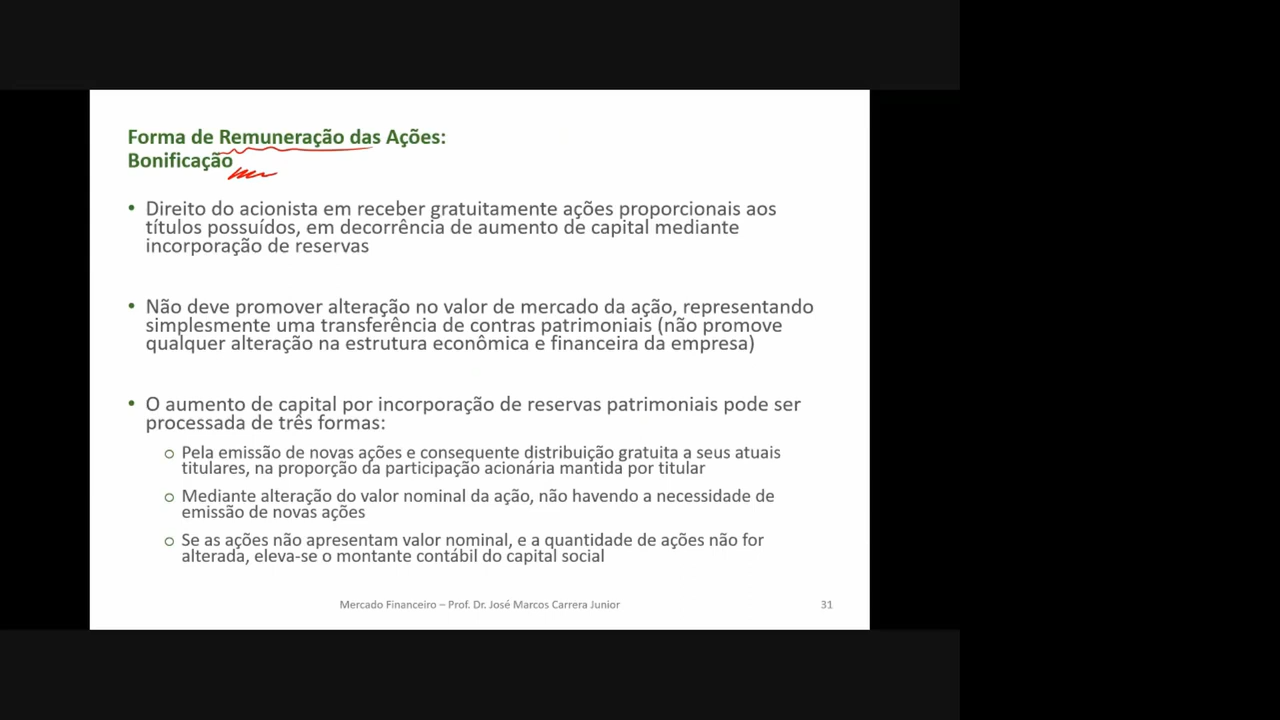 Forma de Remuneração das Ações:
Bonificação
• Direito do acionista em receber gratuitamente ações proporcionais aos
títulos possuídos, em decorrência de aumento de capital mediante
incorporação de reservas
• Não deve promover alteração no valor de mercado da ação, representando
simplesmente uma transferência de contras patrimoniais (não promove
qualquer alteração na estrutura econômica e financeira da empresa)
• O aumento de capital por incorporação de reservas patrimoniais pode ser
processada de três formas:
o Pela emissão de novas ações e consequente distribuição gratuita a seus atuais
titulares, na proporção da participação acionária mantida por titular
o Mediante alteração do valor nominal da ação, não havendo a necessidade de
emissão de novas ações
o Se as ações não apresentam valor nominal, e a quantidade de ações não for
alterada, eleva-se o montante contábil do capital social
Mercado Financeiro – Prof. Dr. José Marcos Carrera Junior
31